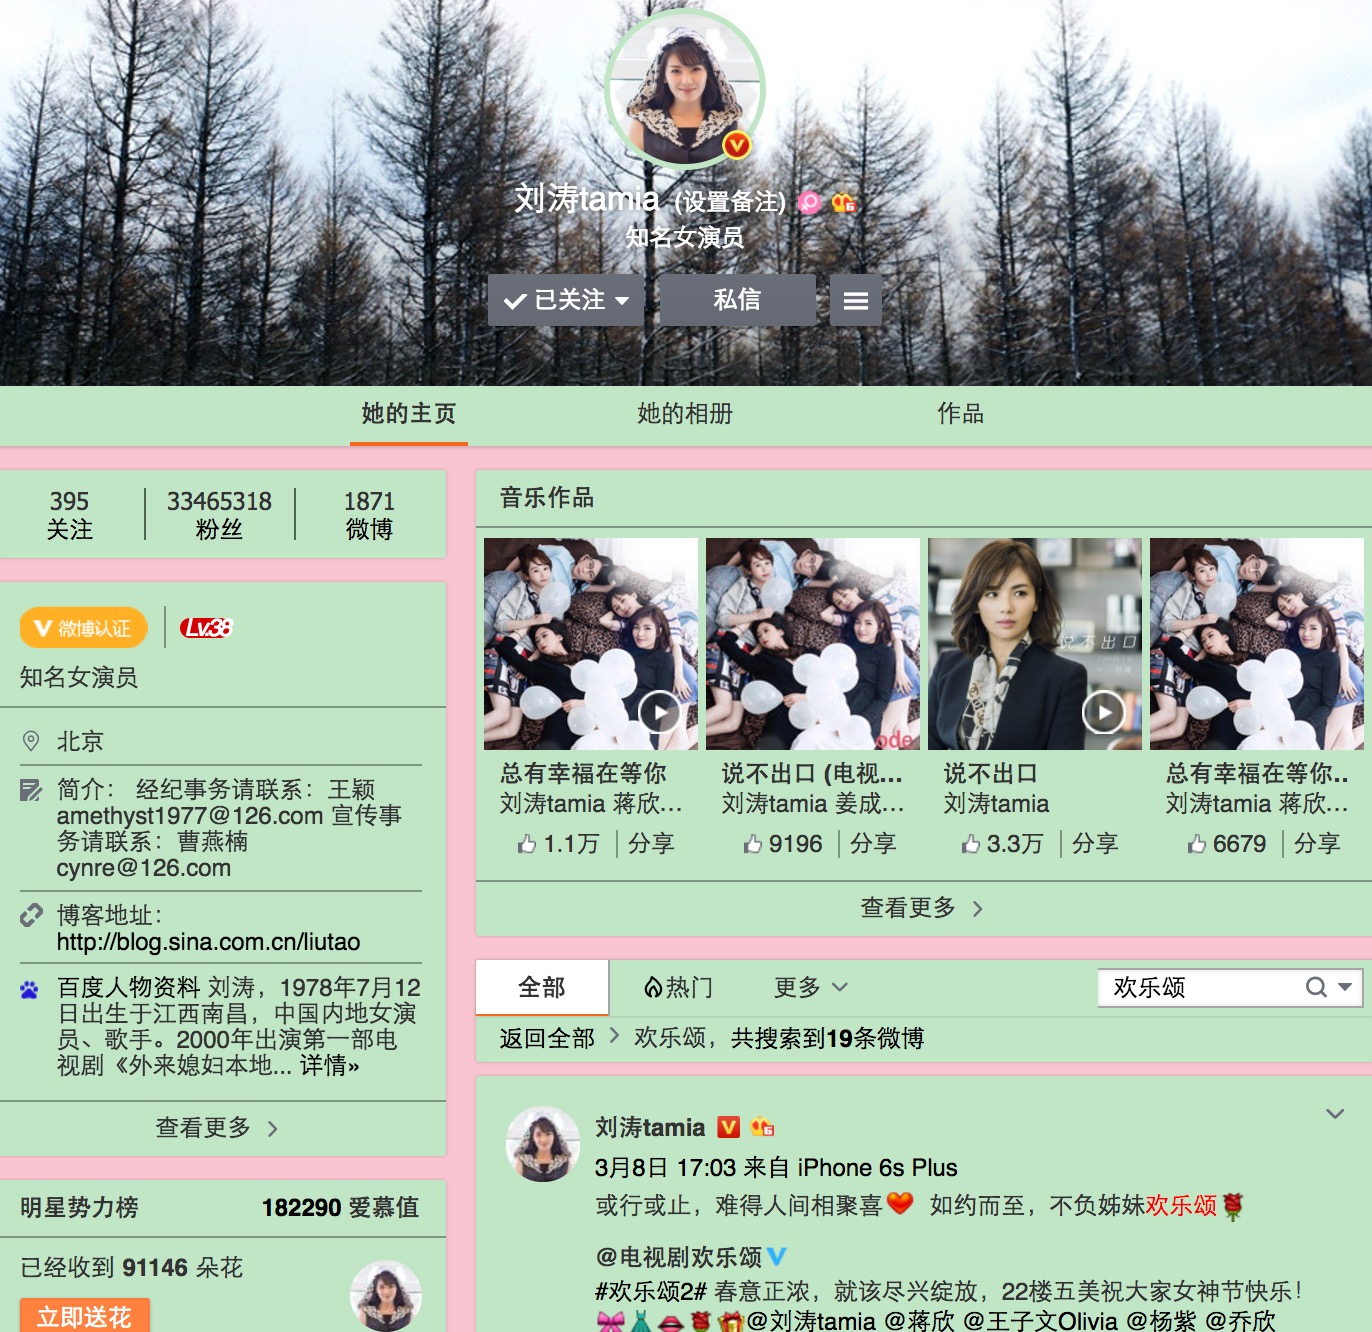 刘涛tamia (设置备注)
知名女演员
已关注
私信
她的主页
她的相册
作品
395
关注
33465318
粉丝
1871
微博
V 微博认证
Lv.38
知名女演员
北京
简介： 经纪事务请联系：王颖
amethyst1977@126.com 宣传事
务请联系：曹燕楠
cynre@126.com
博客地址：
http://blog.sina.com.cn/liutao
百度人物资料 刘涛，1978年7月12
日出生于江西南昌，中国内地女演
员、歌手。2000年出演第一部电
视剧《外来媳妇本地... 详情»
查看更多
明星势力榜
182290 爱慕值
已经收到 91146 朵花
立即送花
音乐作品
说不出口
ode
总有幸福在等你
刘涛tamia 蒋欣...
1.1万
分享
说不出口 (电视...
刘涛tamia 姜成...
9196
分享
说不出口
刘涛tamia
3.3万
分享
总有幸福在等你..
刘涛tamia 蒋欣...
6679
分享
查看更多
全部
热门
更多
欢乐颂
返回全部 > 欢乐颂，共搜索到19条微博
刘涛tamia
3月8日 17:03 来自 iPhone 6s Plus
或行或止，难得人间相聚喜❤️ 如约而至，不负姊妹欢乐颂🌹
@电视剧欢乐颂
#欢乐颂2# 春意正浓，就该尽兴绽放，22楼五美祝大家女神节快乐！
🎀👗👄🌹🎁@刘涛tamia @蒋欣 @王子文Olivia @杨紫 @乔欣